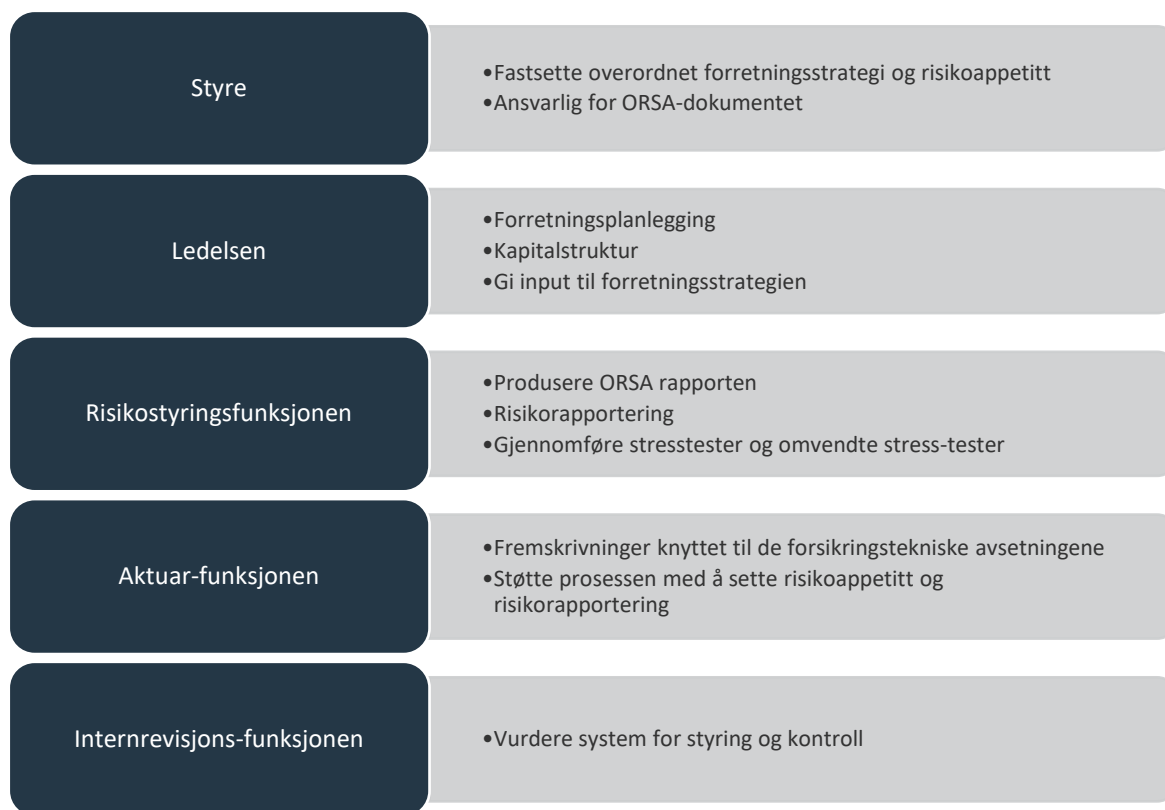 Styre
•Fastsette overordnet forretningsstrategi og risikoappetitt
•Ansvarlig for ORSA-dokumentet
Ledelsen
•Forretningsplanlegging
•Kapitalstruktur
•Gi input til forretningsstrategien
Risikostyringsfunksjonen
•Produsere ORSA rapporten
•Risikorapportering
•Gjennomføre stresstester og omvendte stress-tester
Aktuar-funksjonen
•Fremskrivninger knyttet til de forsikringstekniske avsetningene
•Støtte prosessen med å sette risikoappetitt og
risikorapportering
Internrevisjons-funksjonen
•Vurdere system for styring og kontroll